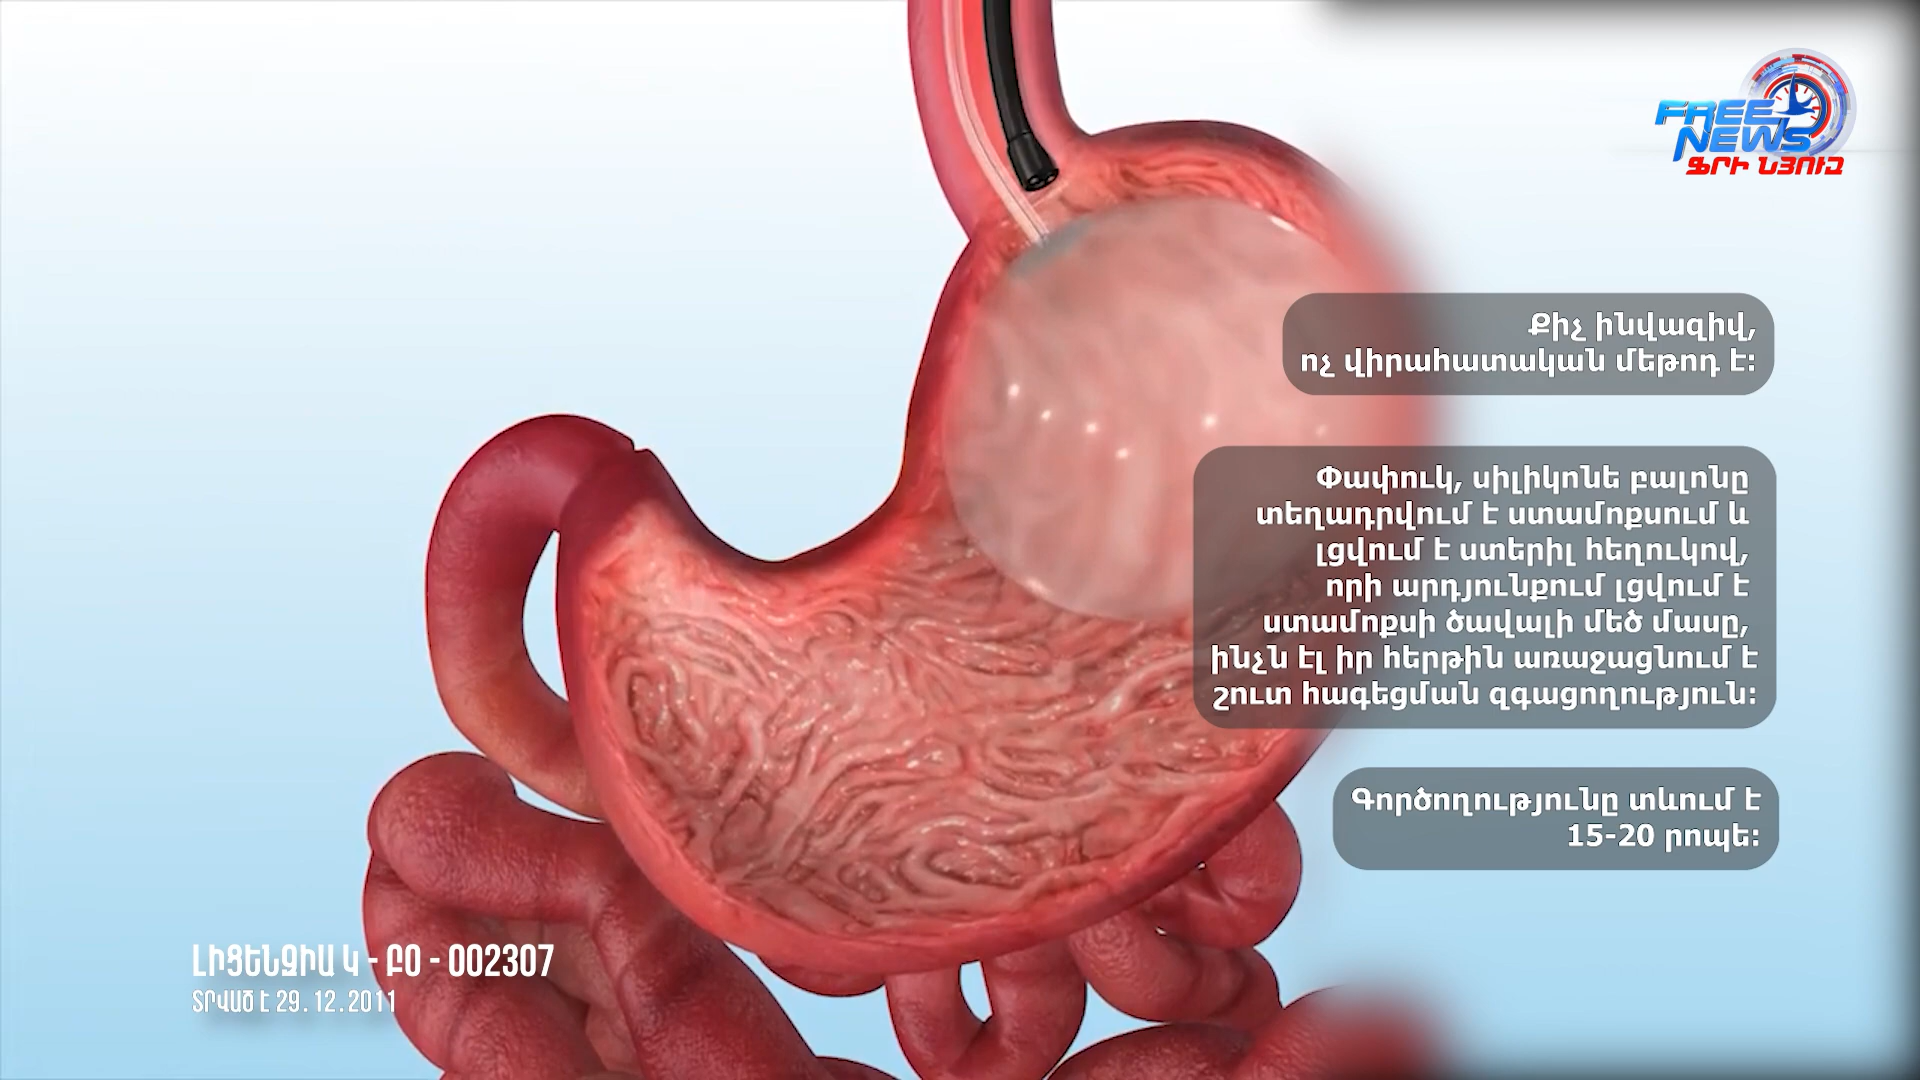 FREE
NEWS
ՖՐԻ ՆՅՈՒԶ
Քիչ ինվազիվ,
ոչ վիրահատական մեթոդ է:
Փափուկ, սիլիկոնե բալոնը
տեղադրվում է ստամոքսում և
լցվում է ստերիլ հեղուկով,
որի արդյունքում լցվում է
ստամոքսի ծավալի մեծ մասը,
ինչն էլ իր հերթին առաջացնում է
շուտ հագեցման զգացողություն:
Գործողությունը տևում է
15-20 րոպե:
ԼԻՑԵՆԶԻԱ Կ - ԲՕ - 002307
ՏՐՎԱԾ Է 29.12.2011